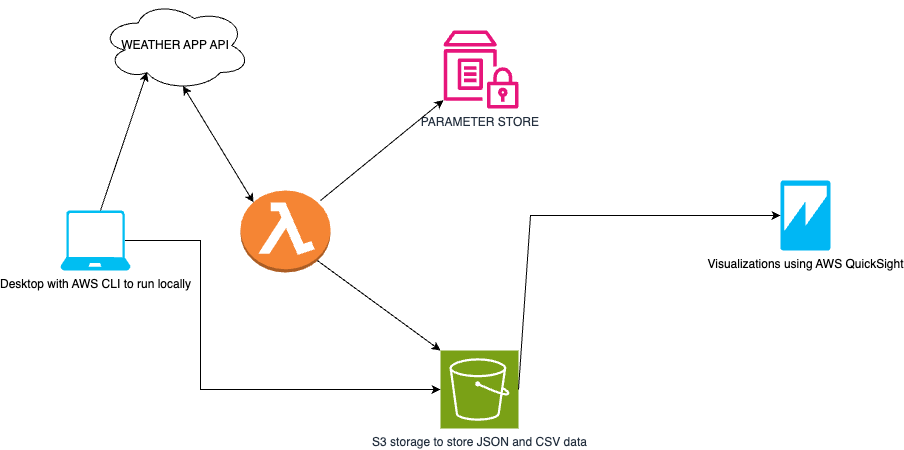 WEATHER APP API
PARAMETER STORE
Desktop with AWS CLI to run locally
Visualizations using AWS QuickSight
S3 storage to store JSON and CSV data